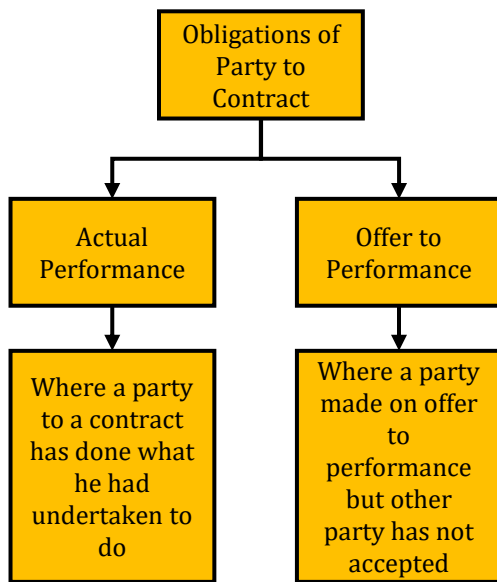 Obligations of
Party to
Contract
Actual
Performance
Offer to
Performance
Where a party
to a contract
has done what
he had
undertaken to
do
Where a party
made on offer
to
performance
but other
party has not
accepted